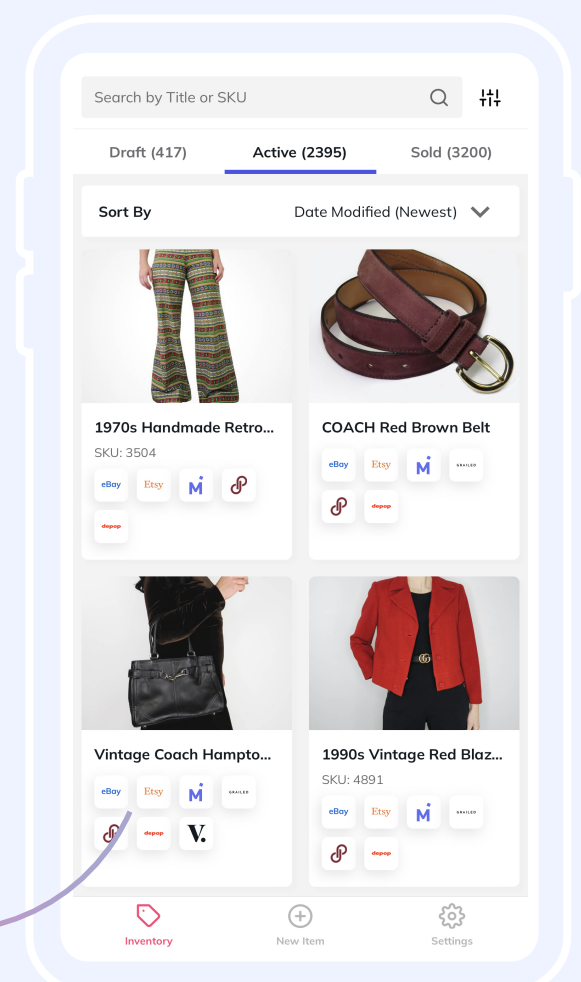 Search by Title or SKU
Draft (417) Active (2395) Sold (3200)
Sort By Date Modified (Newest)
1970s Handmade Retro...
SKU: 3504
eBay Etsy
depop
COACH Red Brown Belt
eBay Etsy GRAILED
depop
Vintage Coach Hampto...
eBay Etsy GRAILED
depop V.
1990s Vintage Red Blaz...
SKU: 4891
eBay Etsy GRAILED
depop
Inventory New Item Settings